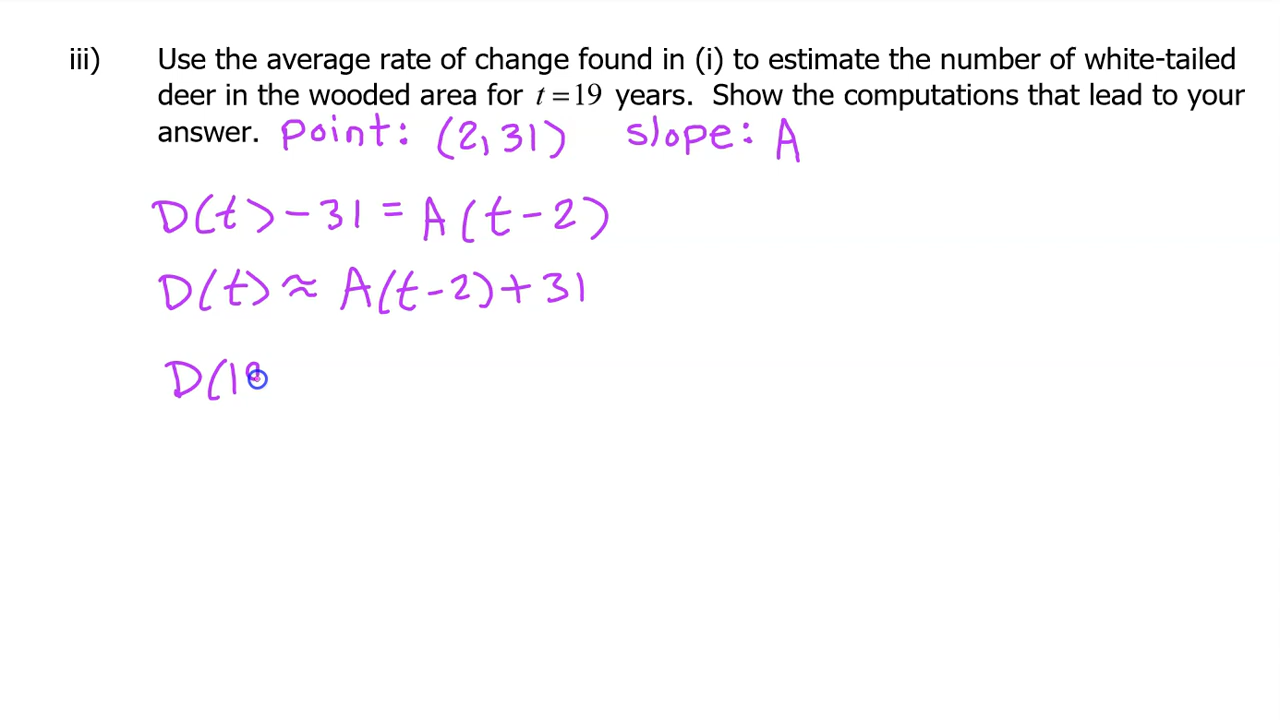 iii) Use the average rate of change found in (i) to estimate the number of white-tailed
deer in the wooded area for t = 19 years. Show the computations that lead to your
answer. point: (2,31) slope: A
D(t) - 31 = A(t - 2)
D(t) ≈ A(t - 2) + 31
D(1